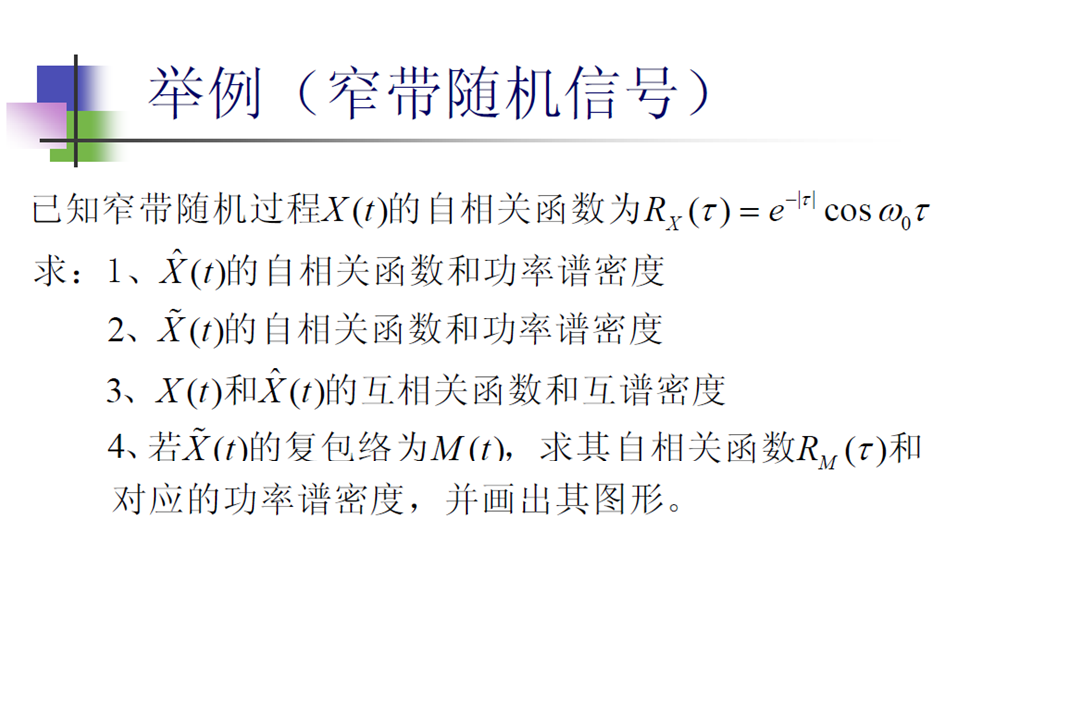 举例（窄带随机信号）
已知窄带随机过程X(t)的自相关函数为R_X(τ)=e^{-|τ|}cosω_0τ
求：1、X̂(t)的自相关函数和功率谱密度
2、X̃(t)的自相关函数和功率谱密度
3、X(t)和X̂(t)的互相关函数和互谱密度
4、若X̃(t)的复包络为M(t)，求其自相关函数R_M(τ)和
对应的功率谱密度，并画出其图形。